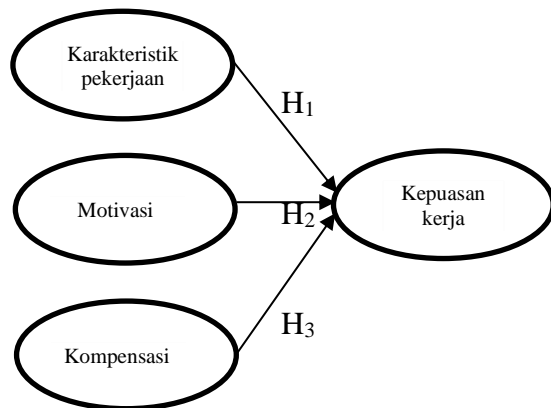 Karakteristik
pekerjaan
H1
Motivasi
H2
Kepuasan
kerja
H3
Kompensasi